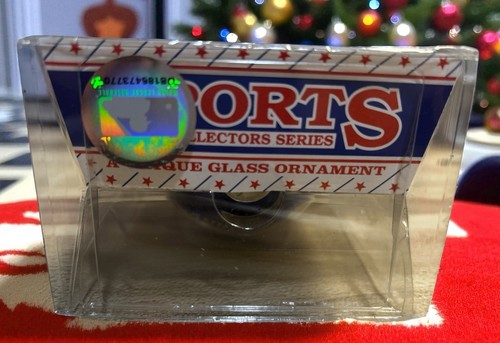 PORTS
LLECTORS SERIES
QUE GLASS ORNAMENT